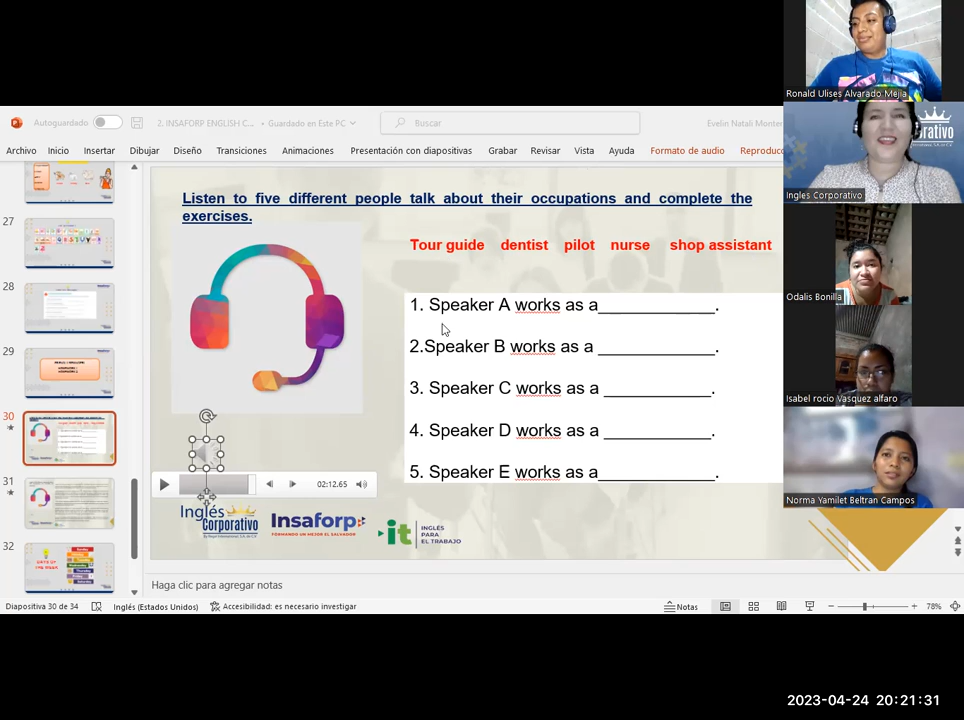 Ronald Ulises Alvarado Mejia
Autoguardado
2. INSAFORP ENGLISH C... • Guardado en Este PC
Buscar
Evelin Natali Monter
Archivo Inicio Insertar Dibujar Diseño Transiciones Animaciones Presentación con diapositivas Grabar Revisar Vista Ayuda Formato de audio Reproducc
orativo
Ingles Corporativo
Listen to five different people talk about their occupations and complete the
exercises.
Tour guide dentist pilot nurse shop assistant
1. Speaker A works as a____________.
2.Speaker B works as a ____________.
3. Speaker C works as a ___________.
4. Speaker D works as a ___________.
5. Speaker E works as a____________.
27
28
29
30
31
32
Odalis Bonilla
Isabel rocio Vasquez alfaro
Norma Yamilet Beltran Campos
02:12.65
Inglés
Corporativo
Insaforp
FORMANDO UN MEJOR EL SALVADOR
it
INGLÉS
PARA
EL TRABAJO
Haga clic para agregar notas
Diapositiva 30 de 34 Inglés (Estados Unidos) Accesibilidad: es necesario investigar Notas 78%
2023-04-24 20:21:31